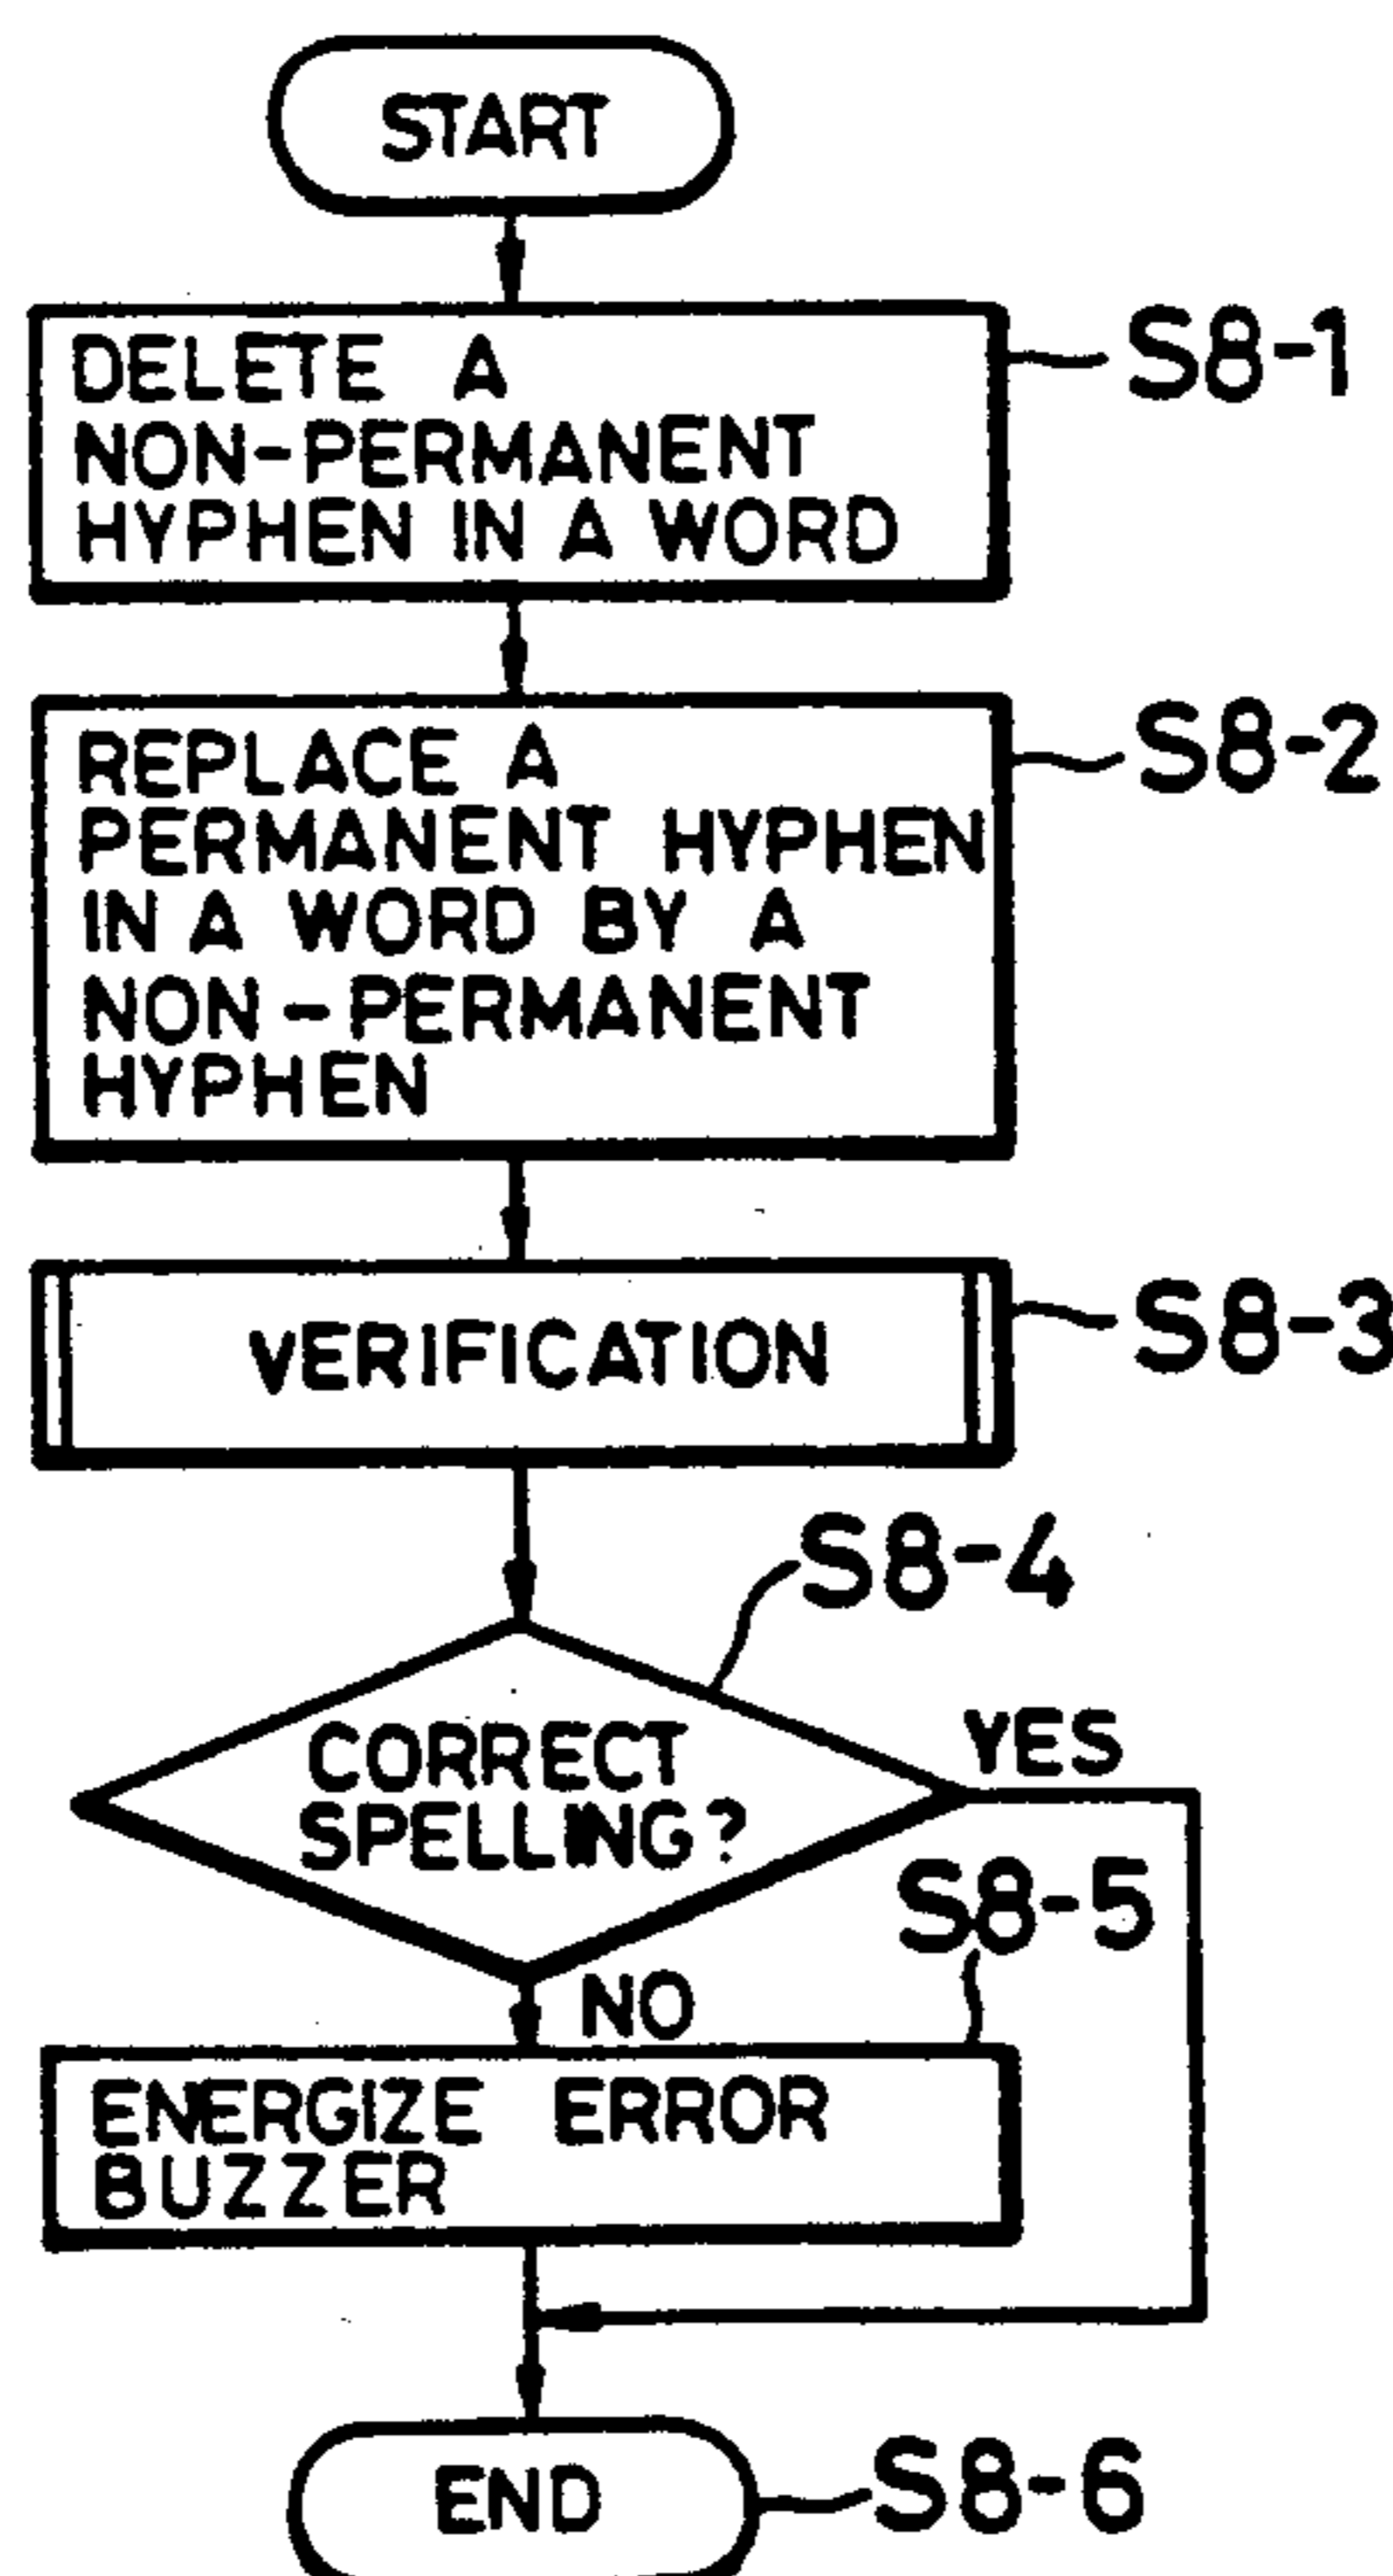 START
DELETE A
NON-PERMANENT
HYPHEN IN A WORD
S8-1
REPLACE A
PERMANENT HYPHEN
IN A WORD BY A
NON-PERMANENT
HYPHEN
S8-2
VERIFICATION
S8-3
S8-4
CORRECT
SPELLING?
YES
NO
S8-5
ENERGIZE ERROR
BUZZER
END
S8-6